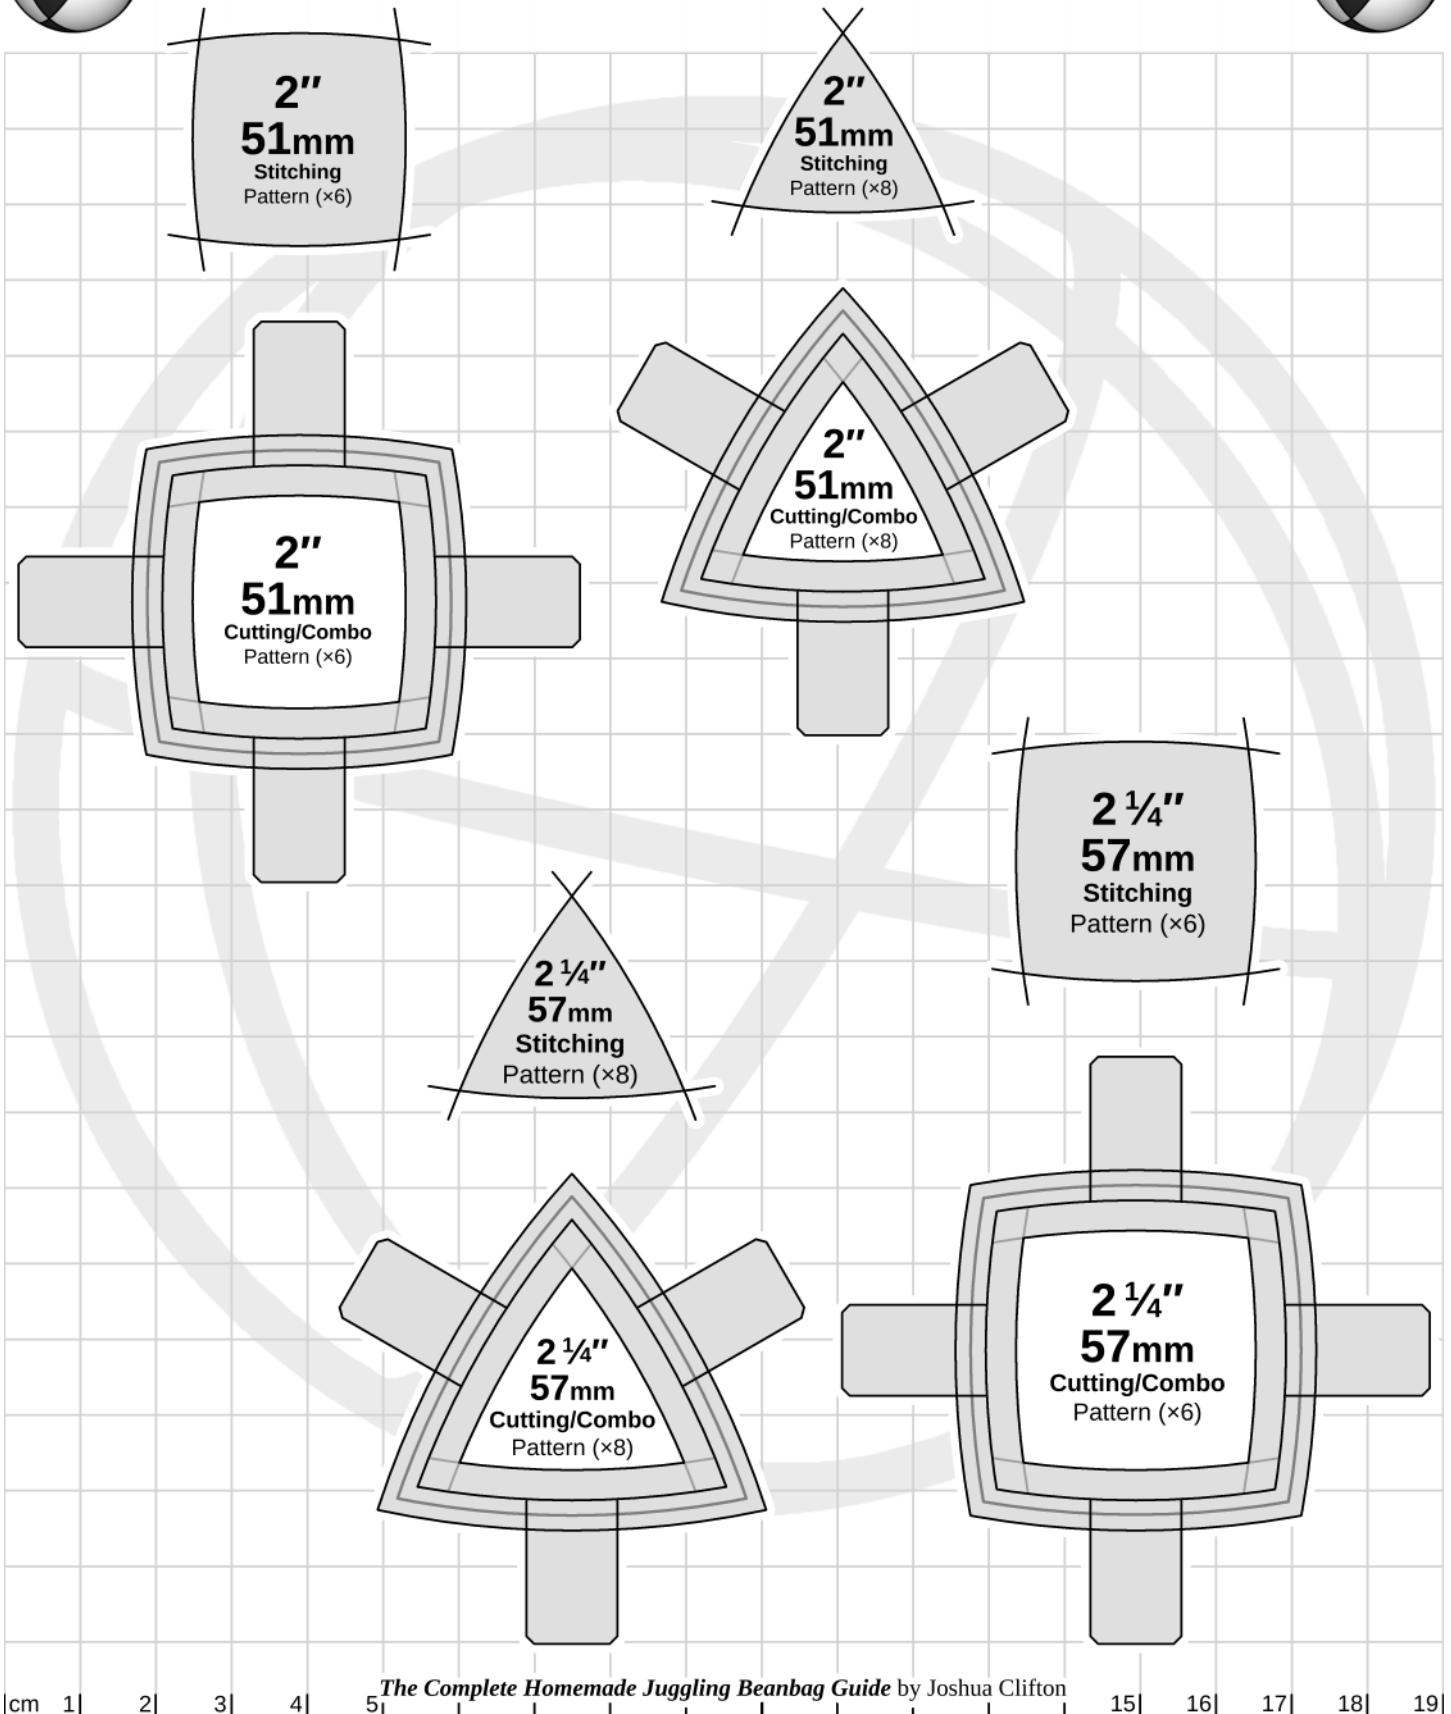 2″
51mm
Stitching
Pattern (×6)
2″
51mm
Stitching
Pattern (×8)
2″
51mm
Cutting/Combo
Pattern (×8)
2″
51mm
Cutting/Combo
Pattern (×6)
2 ¼″
57mm
Stitching
Pattern (×6)
2 ¼″
57mm
Stitching
Pattern (×8)
2 ¼″
57mm
Cutting/Combo
Pattern (×8)
2 ¼″
57mm
Cutting/Combo
Pattern (×6)
The Complete Homemade Juggling Beanbag Guide by Joshua Clifton
cm 1 2 3 4 5 15 16 17 18 19